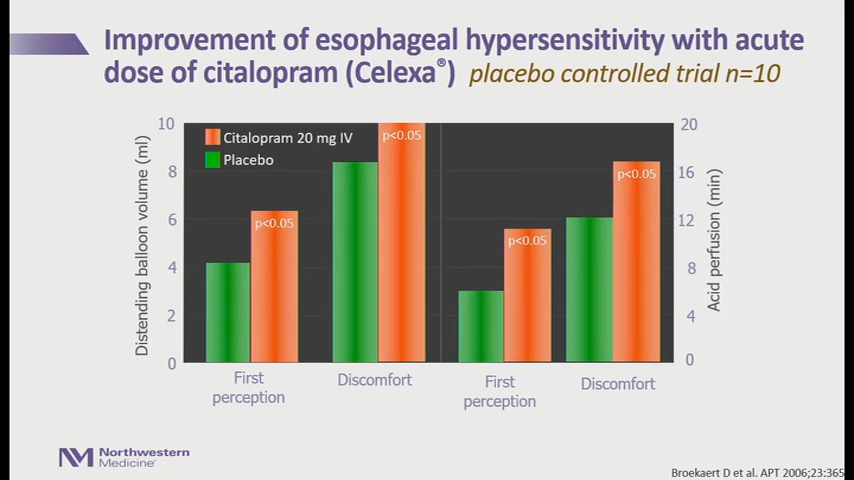 Improvement of esophageal hypersensitivity with acute
dose of citalopram (Celexa®) placebo controlled trial n=10
Distending balloon volume (ml)
10
8
6
4
2
0
Citalopram 20 mg IV
Placebo
p<0.05
p<0.05
p<0.05
p<0.05
20
16
12
8
4
0
Acid perfusion (min)
First
perception
Discomfort
First
perception
Discomfort
NM Northwestern
Medicine®
Broekaert D et al. APT 2006;23:365